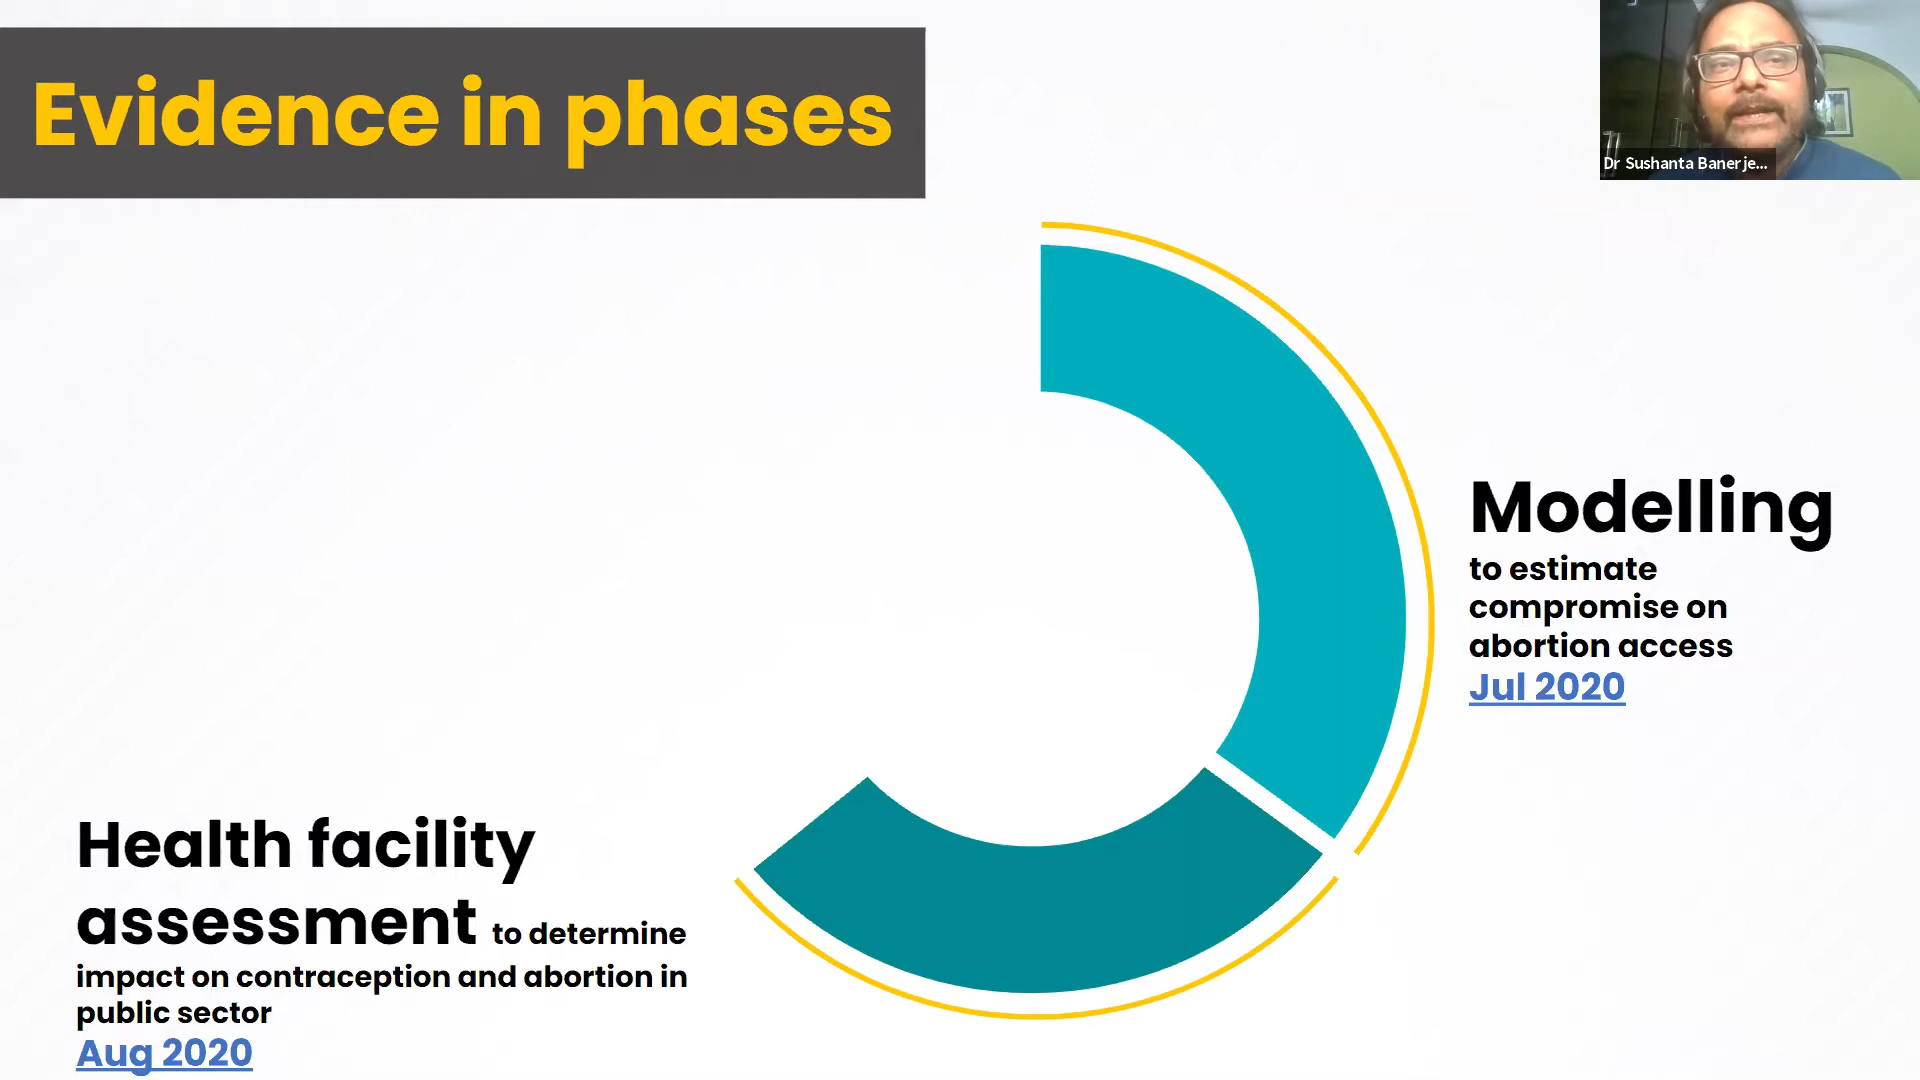 Evidence in phases
Dr Sushanta Banerje...
Modelling
to estimate
compromise on
abortion access
Jul 2020
Health facility
assessment to determine
impact on contraception and abortion in
public sector
Aug 2020